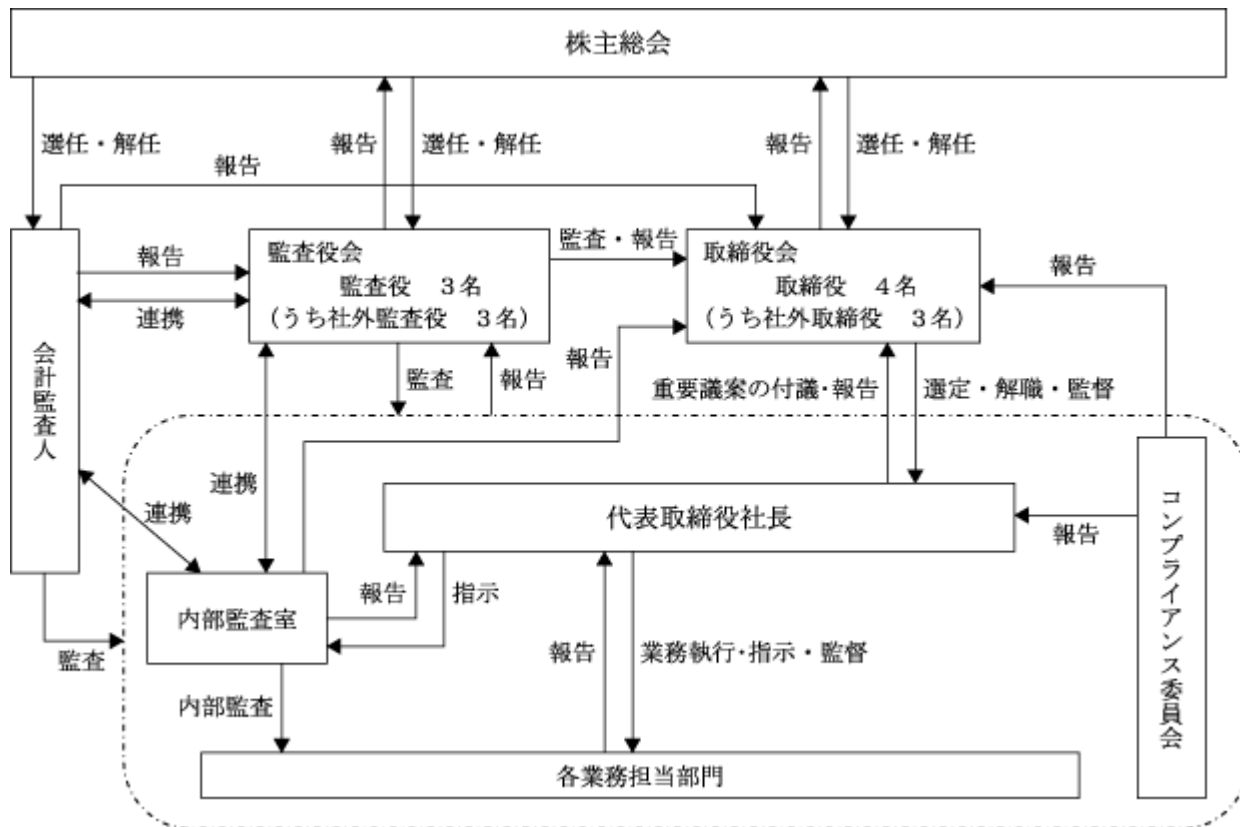 株主総会
選任・解任
報告
選任・解任
報告
選任・解任
報告
報告
連携
監査役会
監査役　３名
（うち社外監査役　３名）
監査・報告
取締役会
取締役　４名
（うち社外取締役　３名）
報告
会計監査人
監査
報告
報告
重要議案の付議・報告
選定・解職・監督
連携
連携
代表取締役社長
報告
コンプライアンス委員会
内部監査室
報告
指示
監査
内部監査
報告
業務執行・指示・監督
各業務担当部門